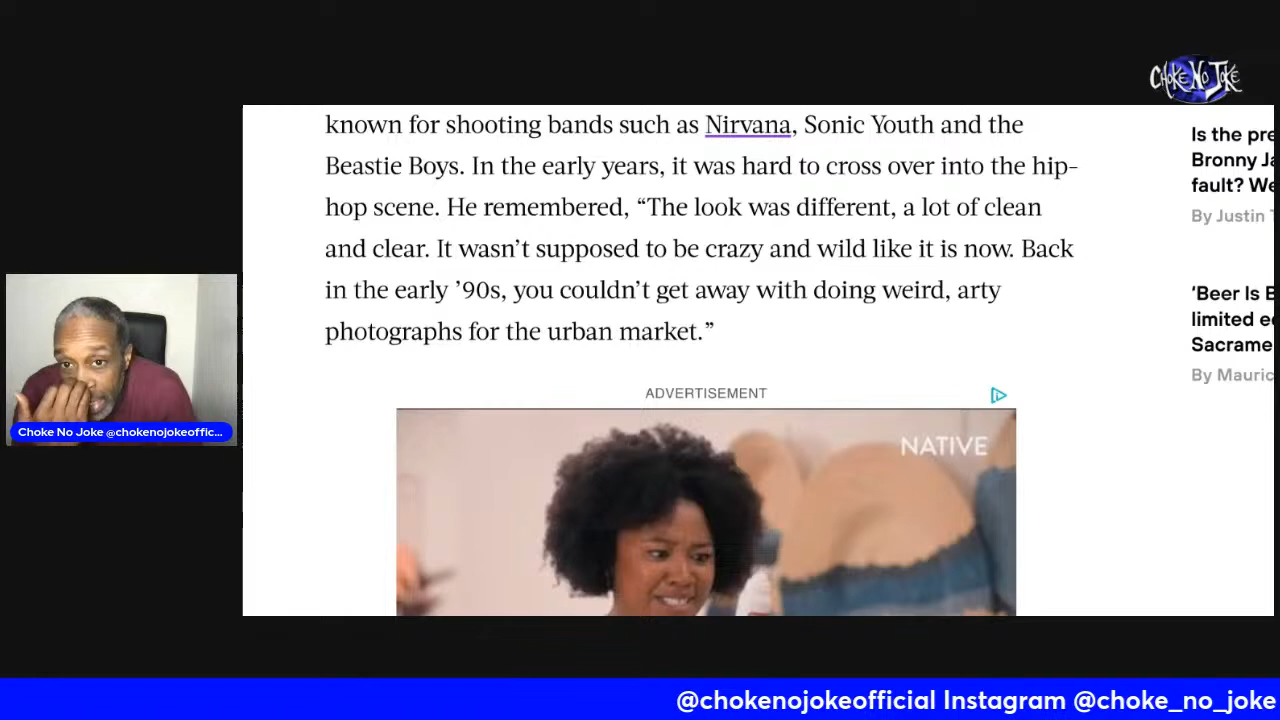 CHOKE NO JOKE
known for shooting bands such as Nirvana, Sonic Youth and the
Beastie Boys. In the early years, it was hard to cross over into the hip-
hop scene. He remembered, “The look was different, a lot of clean
and clear. It wasn’t supposed to be crazy and wild like it is now. Back
in the early ’90s, you couldn’t get away with doing weird, arty
photographs for the urban market.”
Is the pre
Bronny Ja
fault? We
By Justin T
‘Beer Is B
limited e
Sacrame
By Mauric
ADVERTISEMENT
NATIVE
Choke No Joke @chokenojokeoffic...
@chokenojokeofficial Instagram @choke_no_joke